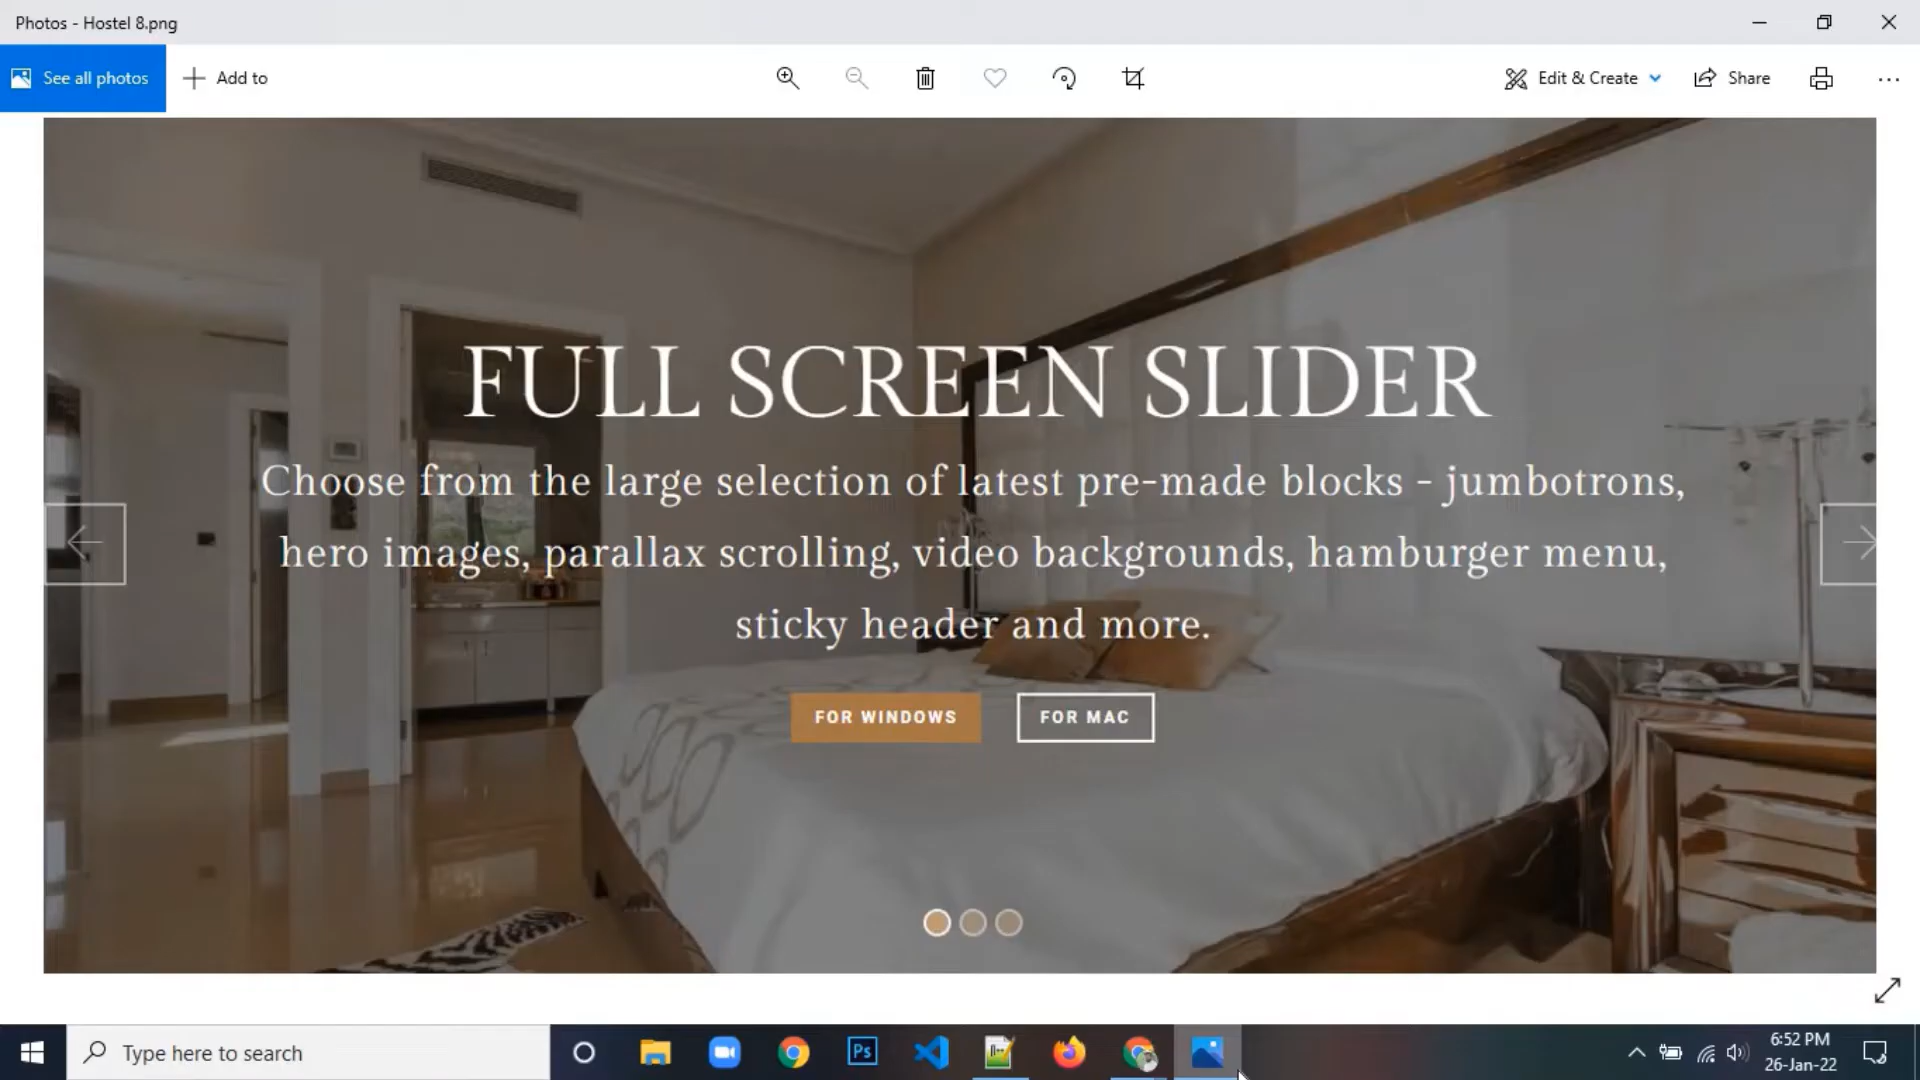 Photos - Hostel 8.png
See all photos
Add to
Edit & Create
Share
FULL SCREEN SLIDER
Choose from the large selection of latest pre-made blocks - jumbotrons,
hero images, parallax scrolling, video backgrounds, hamburger menu,
sticky header and more.
FOR WINDOWS
FOR MAC
Type here to search
Ps
6:52 PM
26-Jan-22